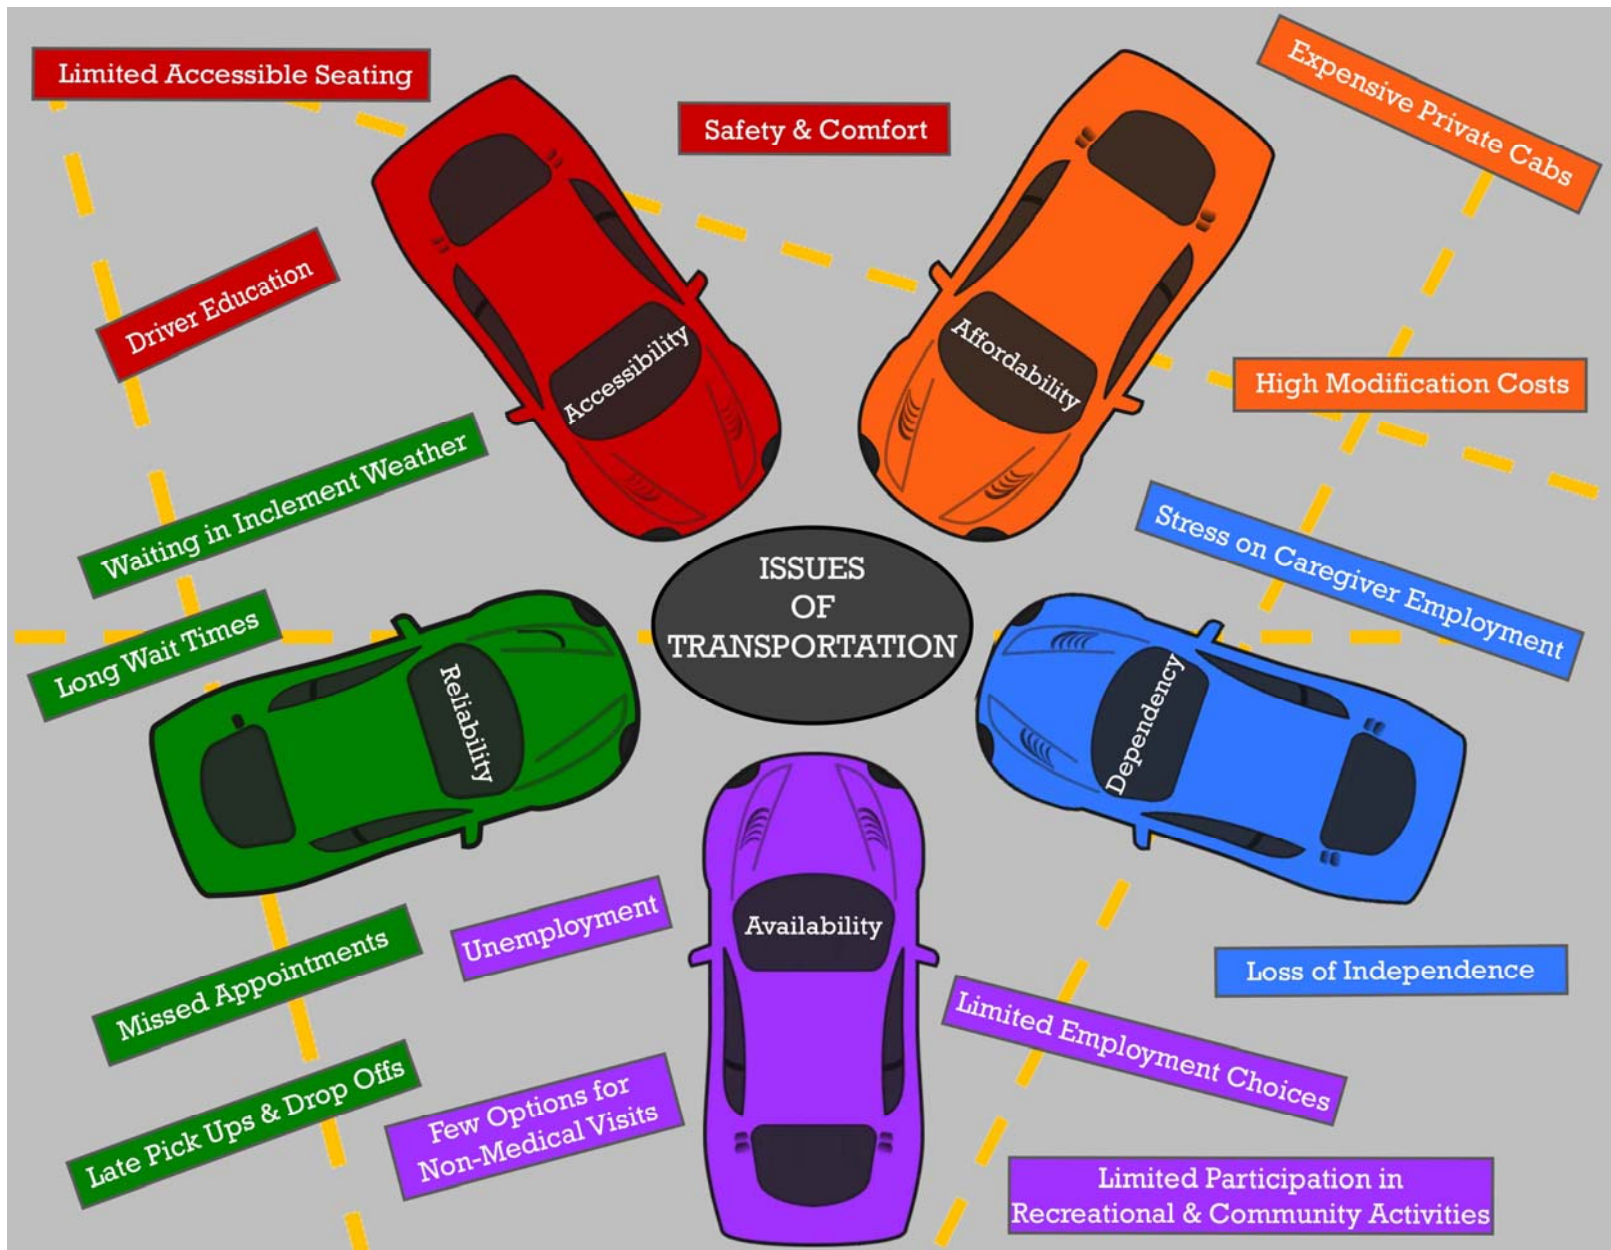 Limited Accessible Seating
Safety & Comfort
Expensive Private Cabs
Driver Education
Accessibility
Affordability
High Modification Costs
Waiting in Inclement Weather
Stress on Caregiver Employment
ISSUES
OF
TRANSPORTATION
Long Wait Times
Reliability
Dependency
Availability
Unemployment
Missed Appointments
Loss of Independence
Limited Employment Choices
Late Pick Ups & Drop Offs
Few Options for
Non-Medical Visits
Limited Participation in
Recreational & Community Activities